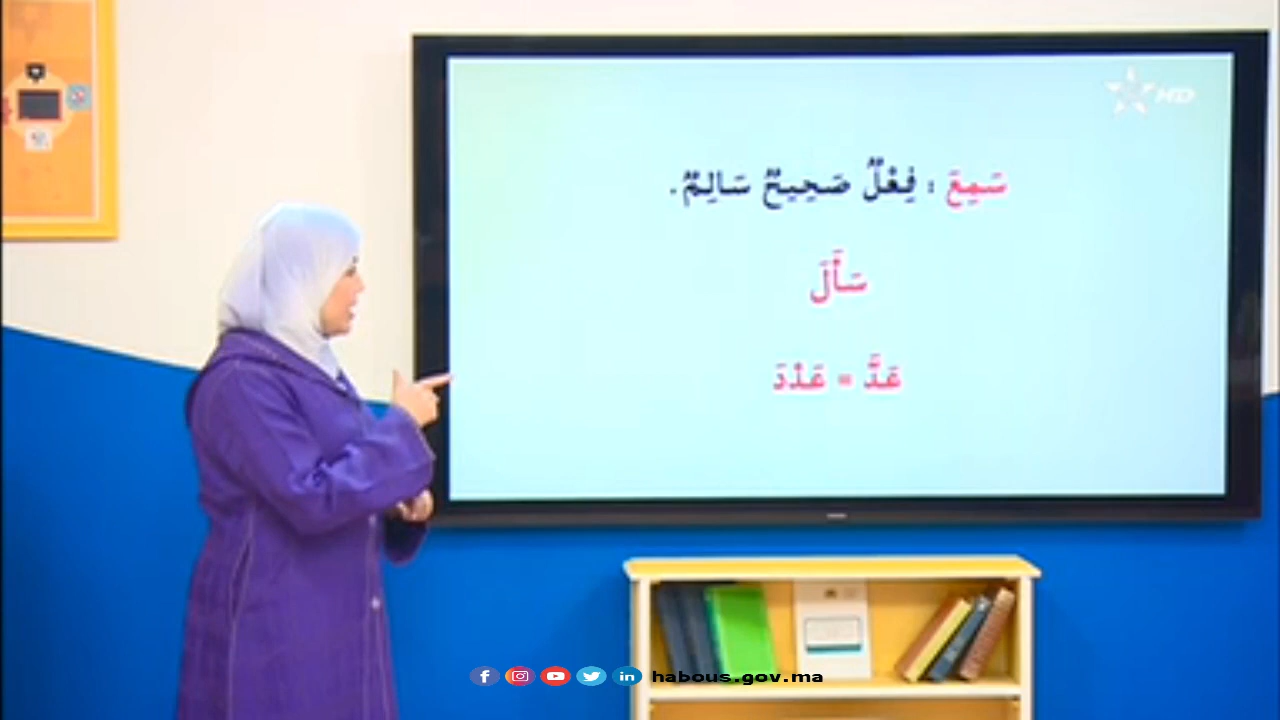 HD
سَمِعَ : فِعْلٌ صَحِيحٌ سَالِمٌ .
سَأَلَ
عَدَّ = عَدْدَ
habous.gov.ma